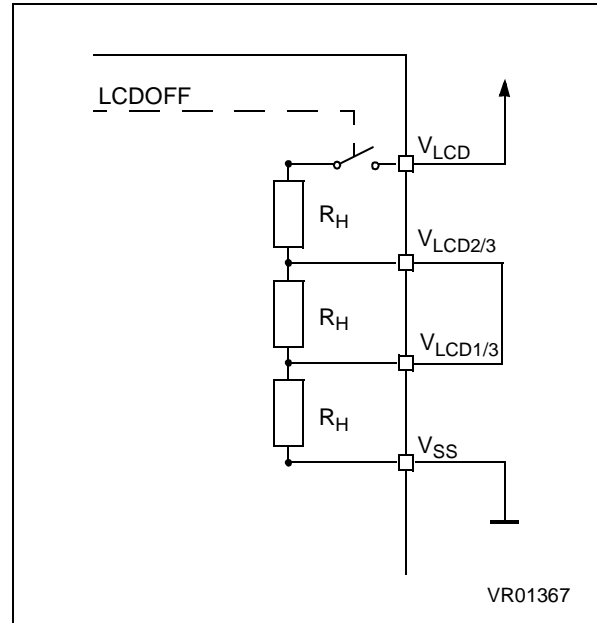 LCDOFF
VLCD
RH
VLCD2/3
RH
VLCD1/3
RH
VSS
VR01367